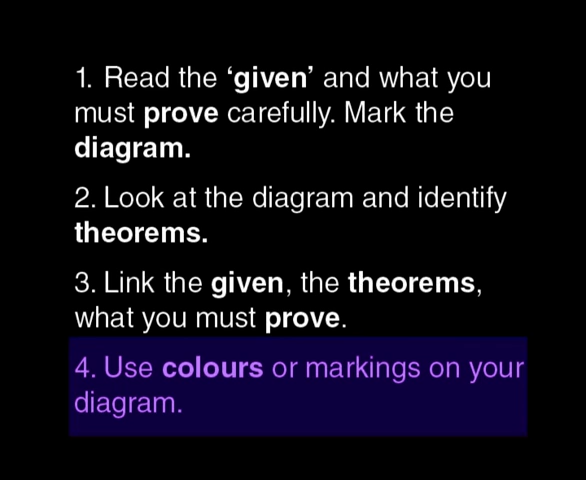 1. Read the ‘given’ and what you
must prove carefully. Mark the
diagram.
2. Look at the diagram and identify
theorems.
3. Link the given, the theorems,
what you must prove.
4. Use colours or markings on your
diagram.